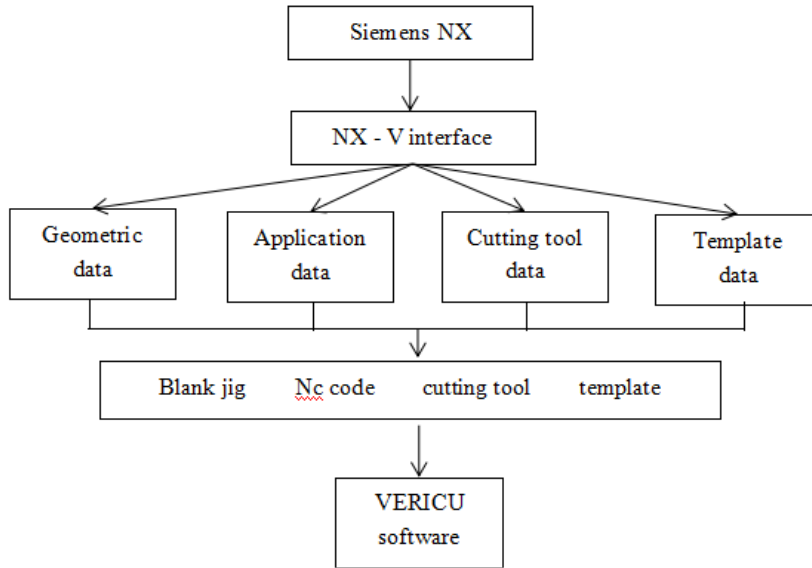 Siemens NX
NX - V interface
Geometric
data
Application
data
Cutting tool
data
Template
data
Blank jig Nc code cutting tool template
VERICU
software